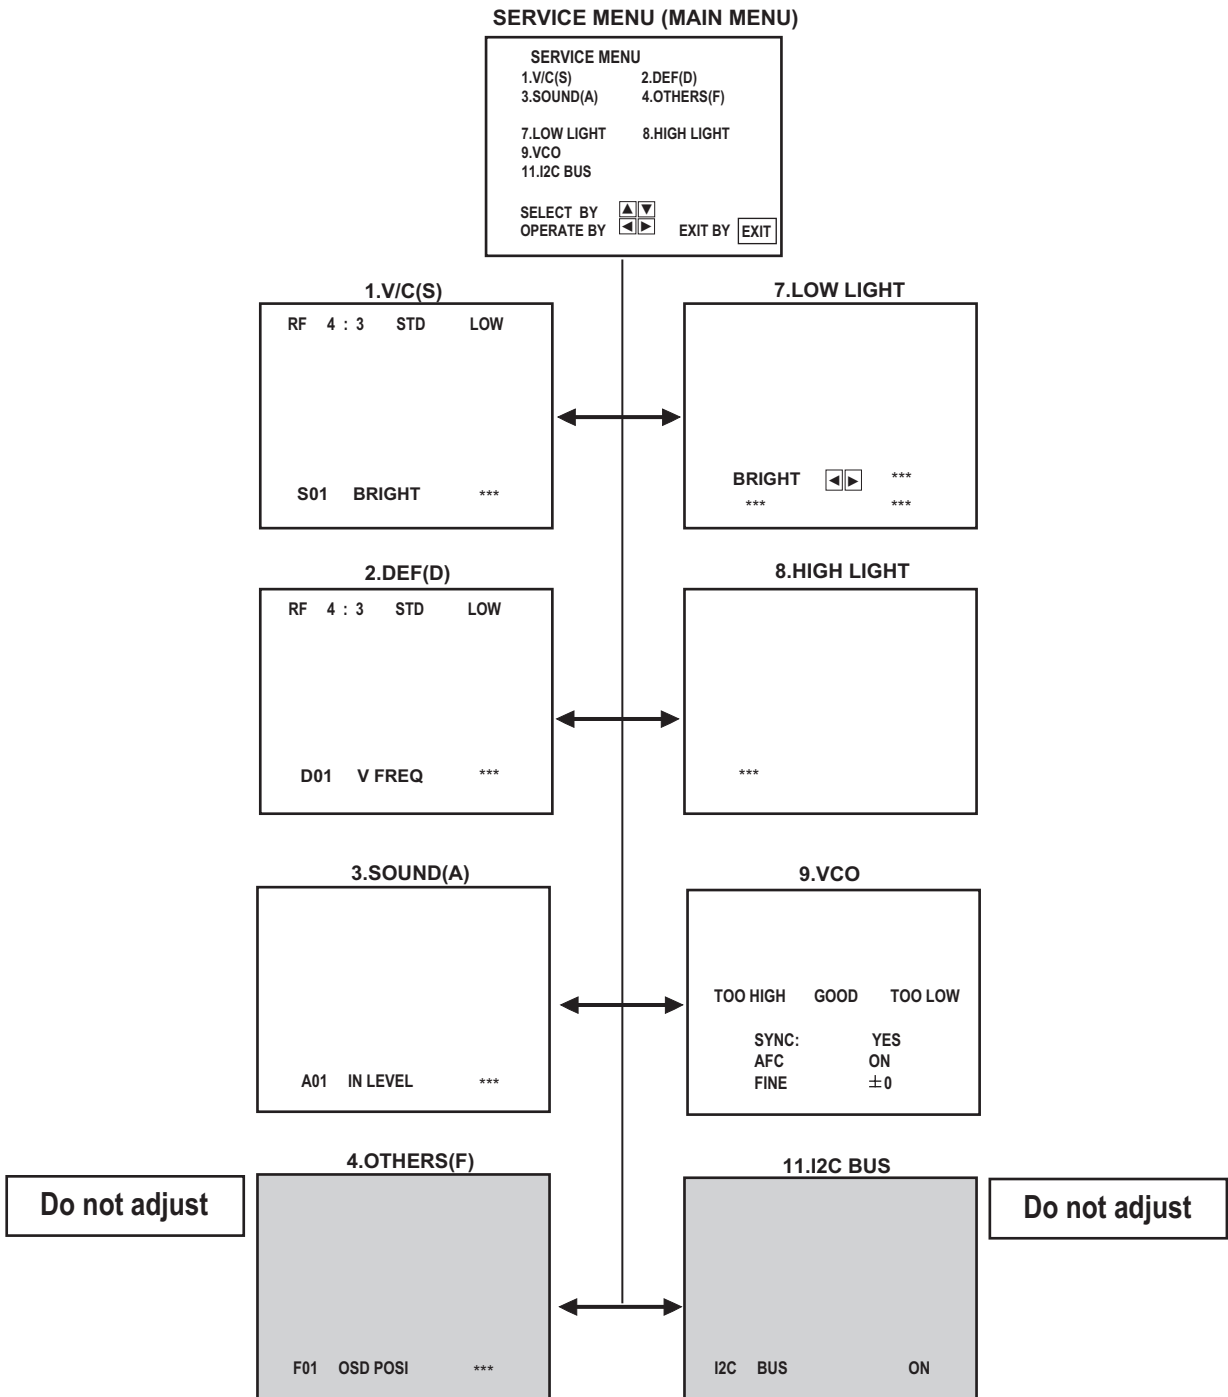 SERVICE MENU (MAIN MENU)
SERVICE MENU
1.V/C(S) 2.DEF(D)
3.SOUND(A) 4.OTHERS(F)
7.LOW LIGHT 8.HIGH LIGHT
9.VCO
11.I2C BUS
SELECT BY ▲▼
OPERATE BY ◀▶ EXIT BY EXIT
1.V/C(S)
RF 4 : 3 STD LOW
S01 BRIGHT ***
7.LOW LIGHT
BRIGHT ◀▶ ***
*** ***
2.DEF(D)
RF 4 : 3 STD LOW
D01 V FREQ ***
8.HIGH LIGHT
***
3.SOUND(A)
A01 IN LEVEL ***
9.VCO
TOO HIGH GOOD TOO LOW
SYNC: YES
AFC ON
FINE ±0
4.OTHERS(F)
Do not adjust
F01 OSD POSI ***
11.I2C BUS
Do not adjust
I2C BUS ON